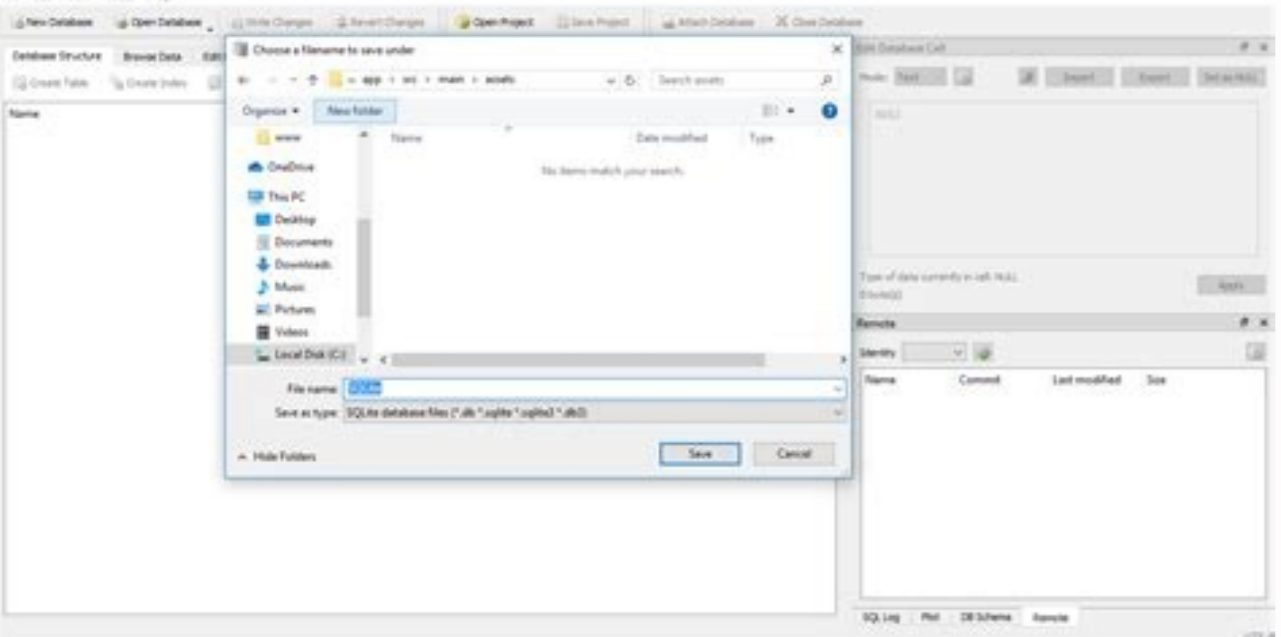 New Database Open Database Write Changes Revert Changes Open Project Save Project Attach Database Close Database
Database Structure Browse Data Edit
Create Table Create Index
Name
Choose a filename to save under
app › src › main › assets
Search assets
Organize New folder
www
OneDrive
This PC
Desktop
Documents
Downloads
Music
Pictures
Videos
Local Disk (C:)
Name Date modified Type
No items match your search.
File name:
Save as type: SQLite database files (*.db *.sqlite *.sqlite3 *.db3)
Hide Folders
Save Cancel
Edit Database Cell
Mode: Text Import Export Set as NULL
NULL
Type of data currently in cell: NULL
0 byte(s)
Apply
Remote
Identity
Name Commit Last modified Size
SQL Log Plot DB Schema Remote